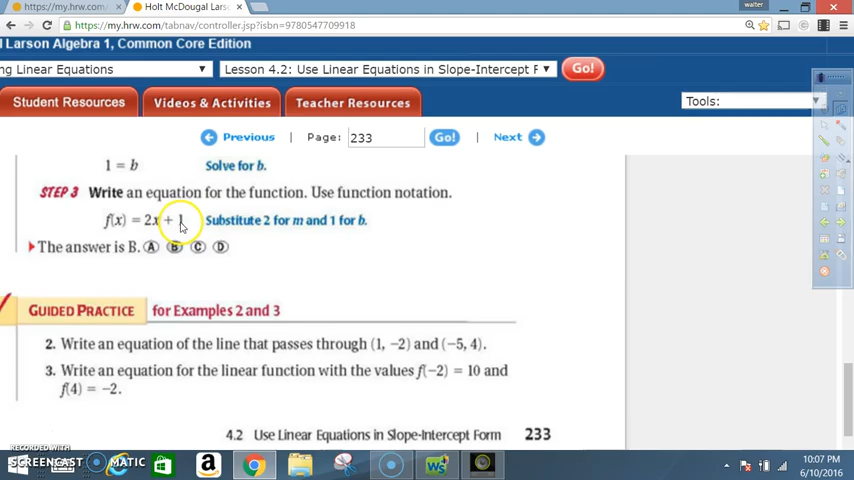 https://my.hrw.com/tabna
Holt McDougal Lars
walter
https://my.hrw.com/tabnav/controller.jsp?isbn=9780547709918
l Larson Algebra 1, Common Core Edition
ng Linear Equations
Lesson 4.2: Use Linear Equations in Slope-Intercept F
Go!
Student Resources
Videos & Activities
Teacher Resources
Tools:
Previous | Page: 233 Go! | Next
1 = b Solve for b.
STEP 3 Write an equation for the function. Use function notation.
f(x) = 2x + 1 Substitute 2 for m and 1 for b.
The answer is B. A B C D
GUIDED PRACTICE for Examples 2 and 3
2. Write an equation of the line that passes through (1, −2) and (−5, 4).
3. Write an equation for the linear function with the values f(−2) = 10 and
f(4) = −2.
4.2 Use Linear Equations in Slope-Intercept Form 233
RECORDED WITH
SCREENCAST MATIC
10:07 PM
6/10/2016